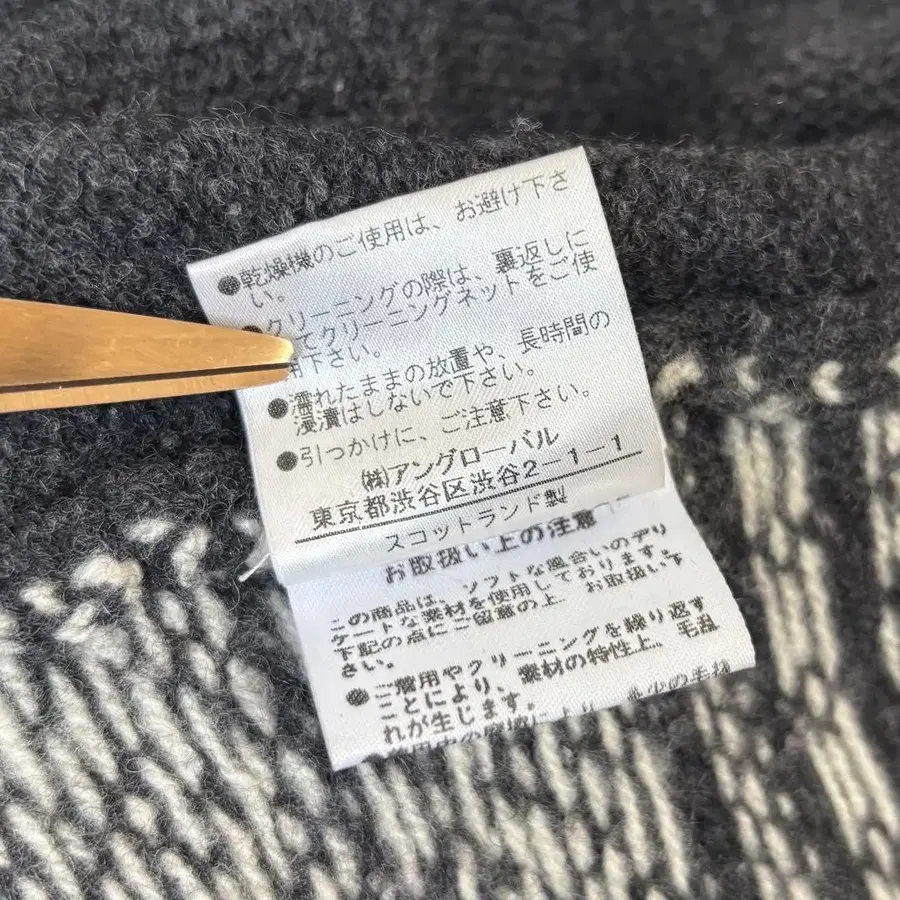 ●乾燥機のご使用は、お避け下さ
い。
クリーニングの際は、裏返しに
てクリーニングネットをご使
用下さい。
●濡れたままの放置や、長時間の
浸漬はしないで下さい。
●引つかけに、ご注意下さい。
㈱アングローバル
東京都渋谷区渋谷2-1-1
スコットランド製
お取扱い上の注意
この商品は、ソフトな風合いのデリ
ケートな素材を使用しております。
下記の点にご留意の上、お取扱い下
さい。
●ご着用やクリーニングを繰り返す
ことにより、素材の特性上、毛乱
れが生じます。